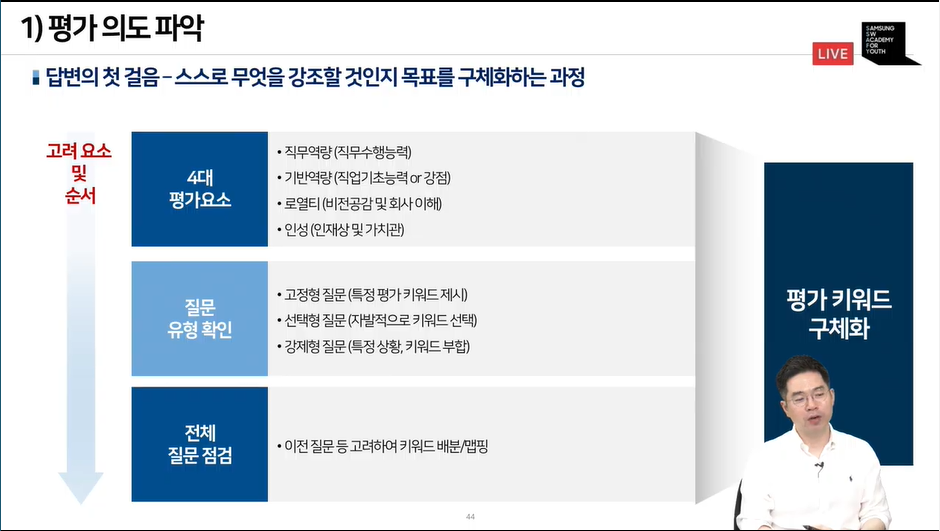 1) 평가 의도 파악
LIVE
SAMSUNG
SW
ACADEMY
FOR
YOUTH
답변의 첫 걸음 – 스스로 무엇을 강조할 것인지 목표를 구체화하는 과정
고려 요소
및
순서
4대
평가요소
• 직무역량 (직무수행능력)
• 기반역량 (직업기초능력 or 강점)
• 로열티 (비전공감 및 회사 이해)
• 인성 (인재상 및 가치관)
질문
유형 확인
• 고정형 질문 (특정 평가 키워드 제시)
• 선택형 질문 (자발적으로 키워드 선택)
• 강제형 질문 (특정 상황, 키워드 부합)
전체
질문 점검
• 이전 질문 등 고려하여 키워드 배분/맵핑
평가 키워드
구체화
44